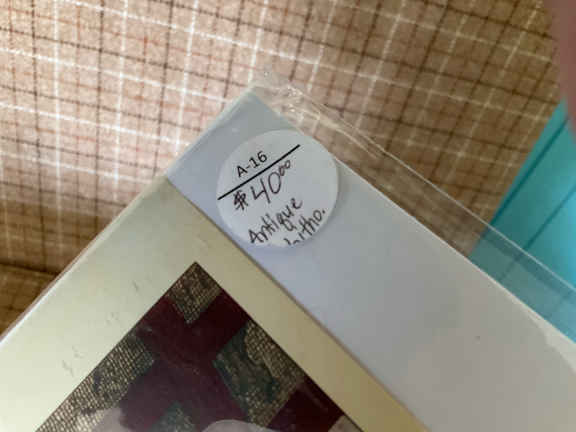 A-16
$40⁰⁰
Antique
Litho.